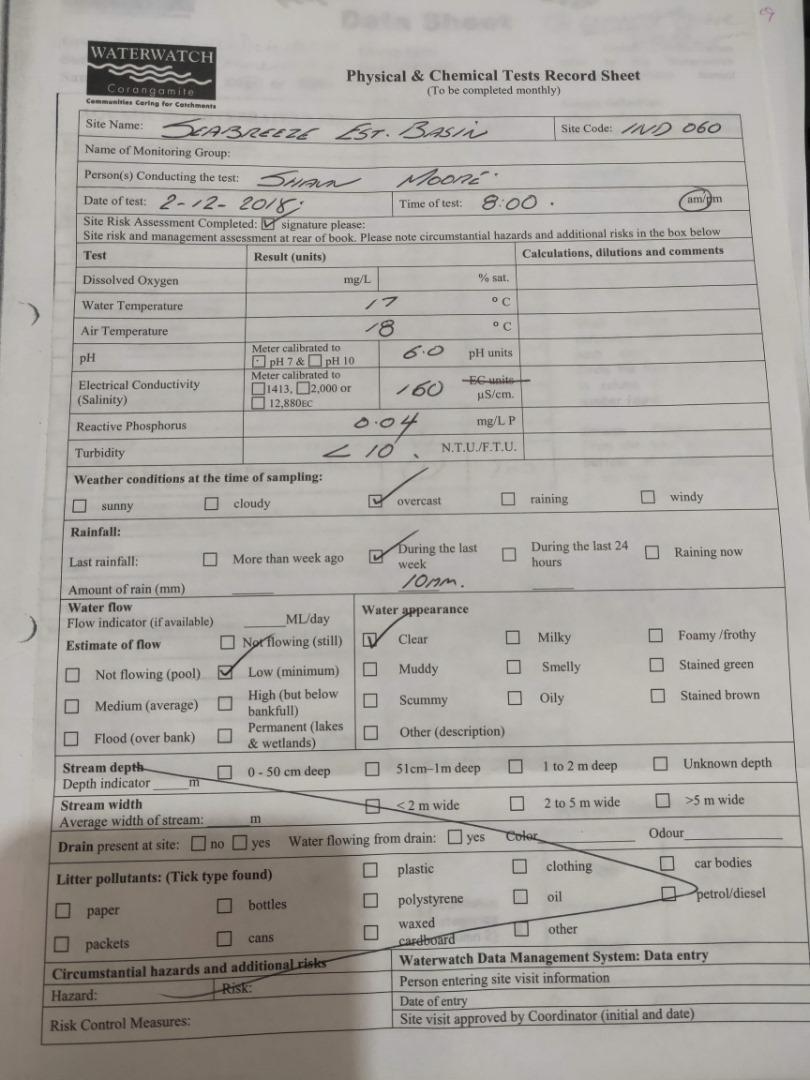 9
WATERWATCH
Corangamite
Communities Caring for Catchments
Physical & Chemical Tests Record Sheet
(To be completed monthly)
Site Name: SEABREEZE EST. BASIN Site Code: IND 060
Name of Monitoring Group:
Person(s) Conducting the test: SHAUN MOORE
Date of test: 2-12-2018 Time of test: 8:00 . am/pm
Site Risk Assessment Completed: ☑ signature please:
Site risk and management assessment at rear of book. Please note circumstantial hazards and additional risks in the box below
Test Result (units) Calculations, dilutions and comments
Dissolved Oxygen mg/L % sat.
Water Temperature 17 ° C
Air Temperature 18 ° C
pH Meter calibrated to ☐ pH 7 & ☐ pH 10 6.0 pH units
Electrical Conductivity (Salinity) Meter calibrated to ☐ 1413, ☐ 2,000 or ☐ 12,880EC 160 EC units µS/cm.
Reactive Phosphorus 0.04 mg/L P
Turbidity < 10 . N.T.U./F.T.U.
Weather conditions at the time of sampling:
☐ sunny ☐ cloudy ☑ overcast ☐ raining ☐ windy
Rainfall:
Last rainfall: ☐ More than week ago ☑ During the last week ☐ During the last 24 hours ☐ Raining now
Amount of rain (mm) 10mm.
Water flow
Flow indicator (if available) ML/day
Estimate of flow ☐ Not flowing (still)
☐ Not flowing (pool) ☑ Low (minimum)
☐ Medium (average) ☐ High (but below bankfull)
☐ Flood (over bank) ☐ Permanent (lakes & wetlands)
Water appearance
☑ Clear ☐ Milky ☐ Foamy /frothy
☐ Muddy ☐ Smelly ☐ Stained green
☐ Scummy ☐ Oily ☐ Stained brown
☐ Other (description)
Stream depth
Depth indicator ______m ☐ 0 - 50 cm deep ☐ 51cm–1m deep ☐ 1 to 2 m deep ☐ Unknown depth
Stream width
Average width of stream: ______ m ☐ < 2 m wide ☐ 2 to 5 m wide ☐ >5 m wide
Drain present at site: ☐ no ☐ yes Water flowing from drain: ☐ yes Color Odour
Litter pollutants: (Tick type found) ☐ plastic ☐ clothing ☐ car bodies
☐ paper ☐ bottles ☐ polystyrene ☐ oil ☐ petrol/diesel
☐ packets ☐ cans ☐ waxed cardboard ☐ other
Circumstantial hazards and additional risks
Hazard: Risk:
Risk Control Measures:
Waterwatch Data Management System: Data entry
Person entering site visit information
Date of entry
Site visit approved by Coordinator (initial and date)